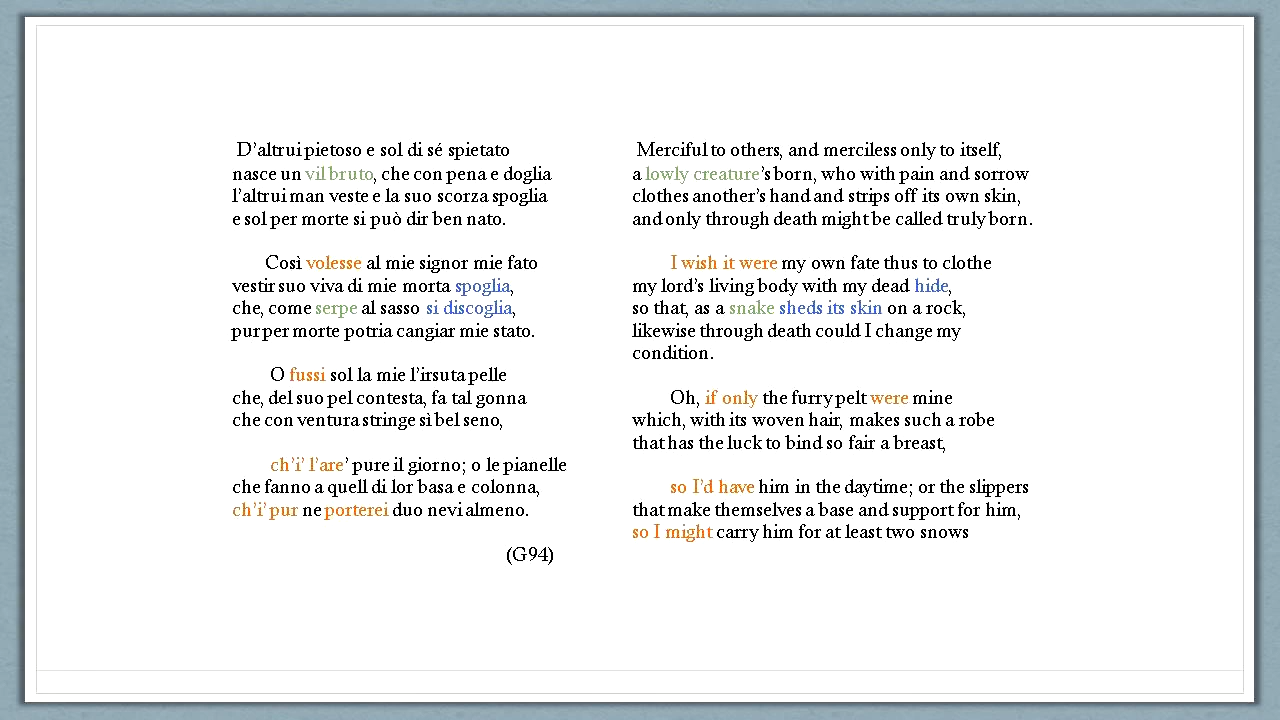 D'altrui pietoso e sol di sé spietato
nasce un vil bruto, che con pena e doglia
l'altrui man veste e la suo scorza spoglia
e sol per morte si può dir ben nato.
Così volesse al mie signor mie fato
vestir suo viva di mie morta spoglia,
che, come serpe al sasso si discoglia,
pur per morte potria cangiar mie stato.
O fussi sol la mie l'irsuta pelle
che, del suo pel contesta, fa tal gonna
che con ventura stringe sì bel seno,
ch'i' l'are' pure il giorno; o le pianelle
che fanno a quell di lor basa e colonna,
ch'i' pur ne porterei duo nevi almeno.
(G94)
Merciful to others, and merciless only to itself,
a lowly creature's born, who with pain and sorrow
clothes another's hand and strips off its own skin,
and only through death might be called truly born.
I wish it were my own fate thus to clothe
my lord's living body with my dead hide,
so that, as a snake sheds its skin on a rock,
likewise through death could I change my
condition.
Oh, if only the furry pelt were mine
which, with its woven hair, makes such a robe
that has the luck to bind so fair a breast,
so I'd have him in the daytime; or the slippers
that make themselves a base and support for him,
so I might carry him for at least two snows